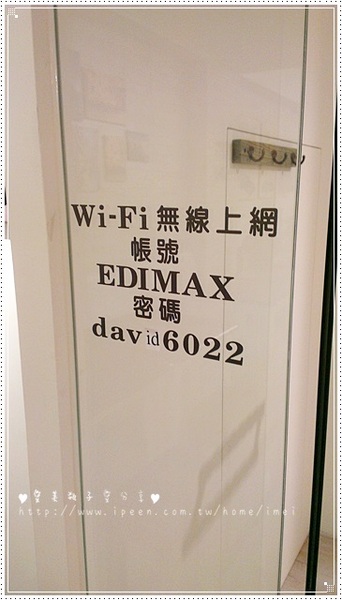 Wi-Fi無線上網
帳號
EDIMAX
密碼
david6022
http://www.ipeen.com.tw/home/imei